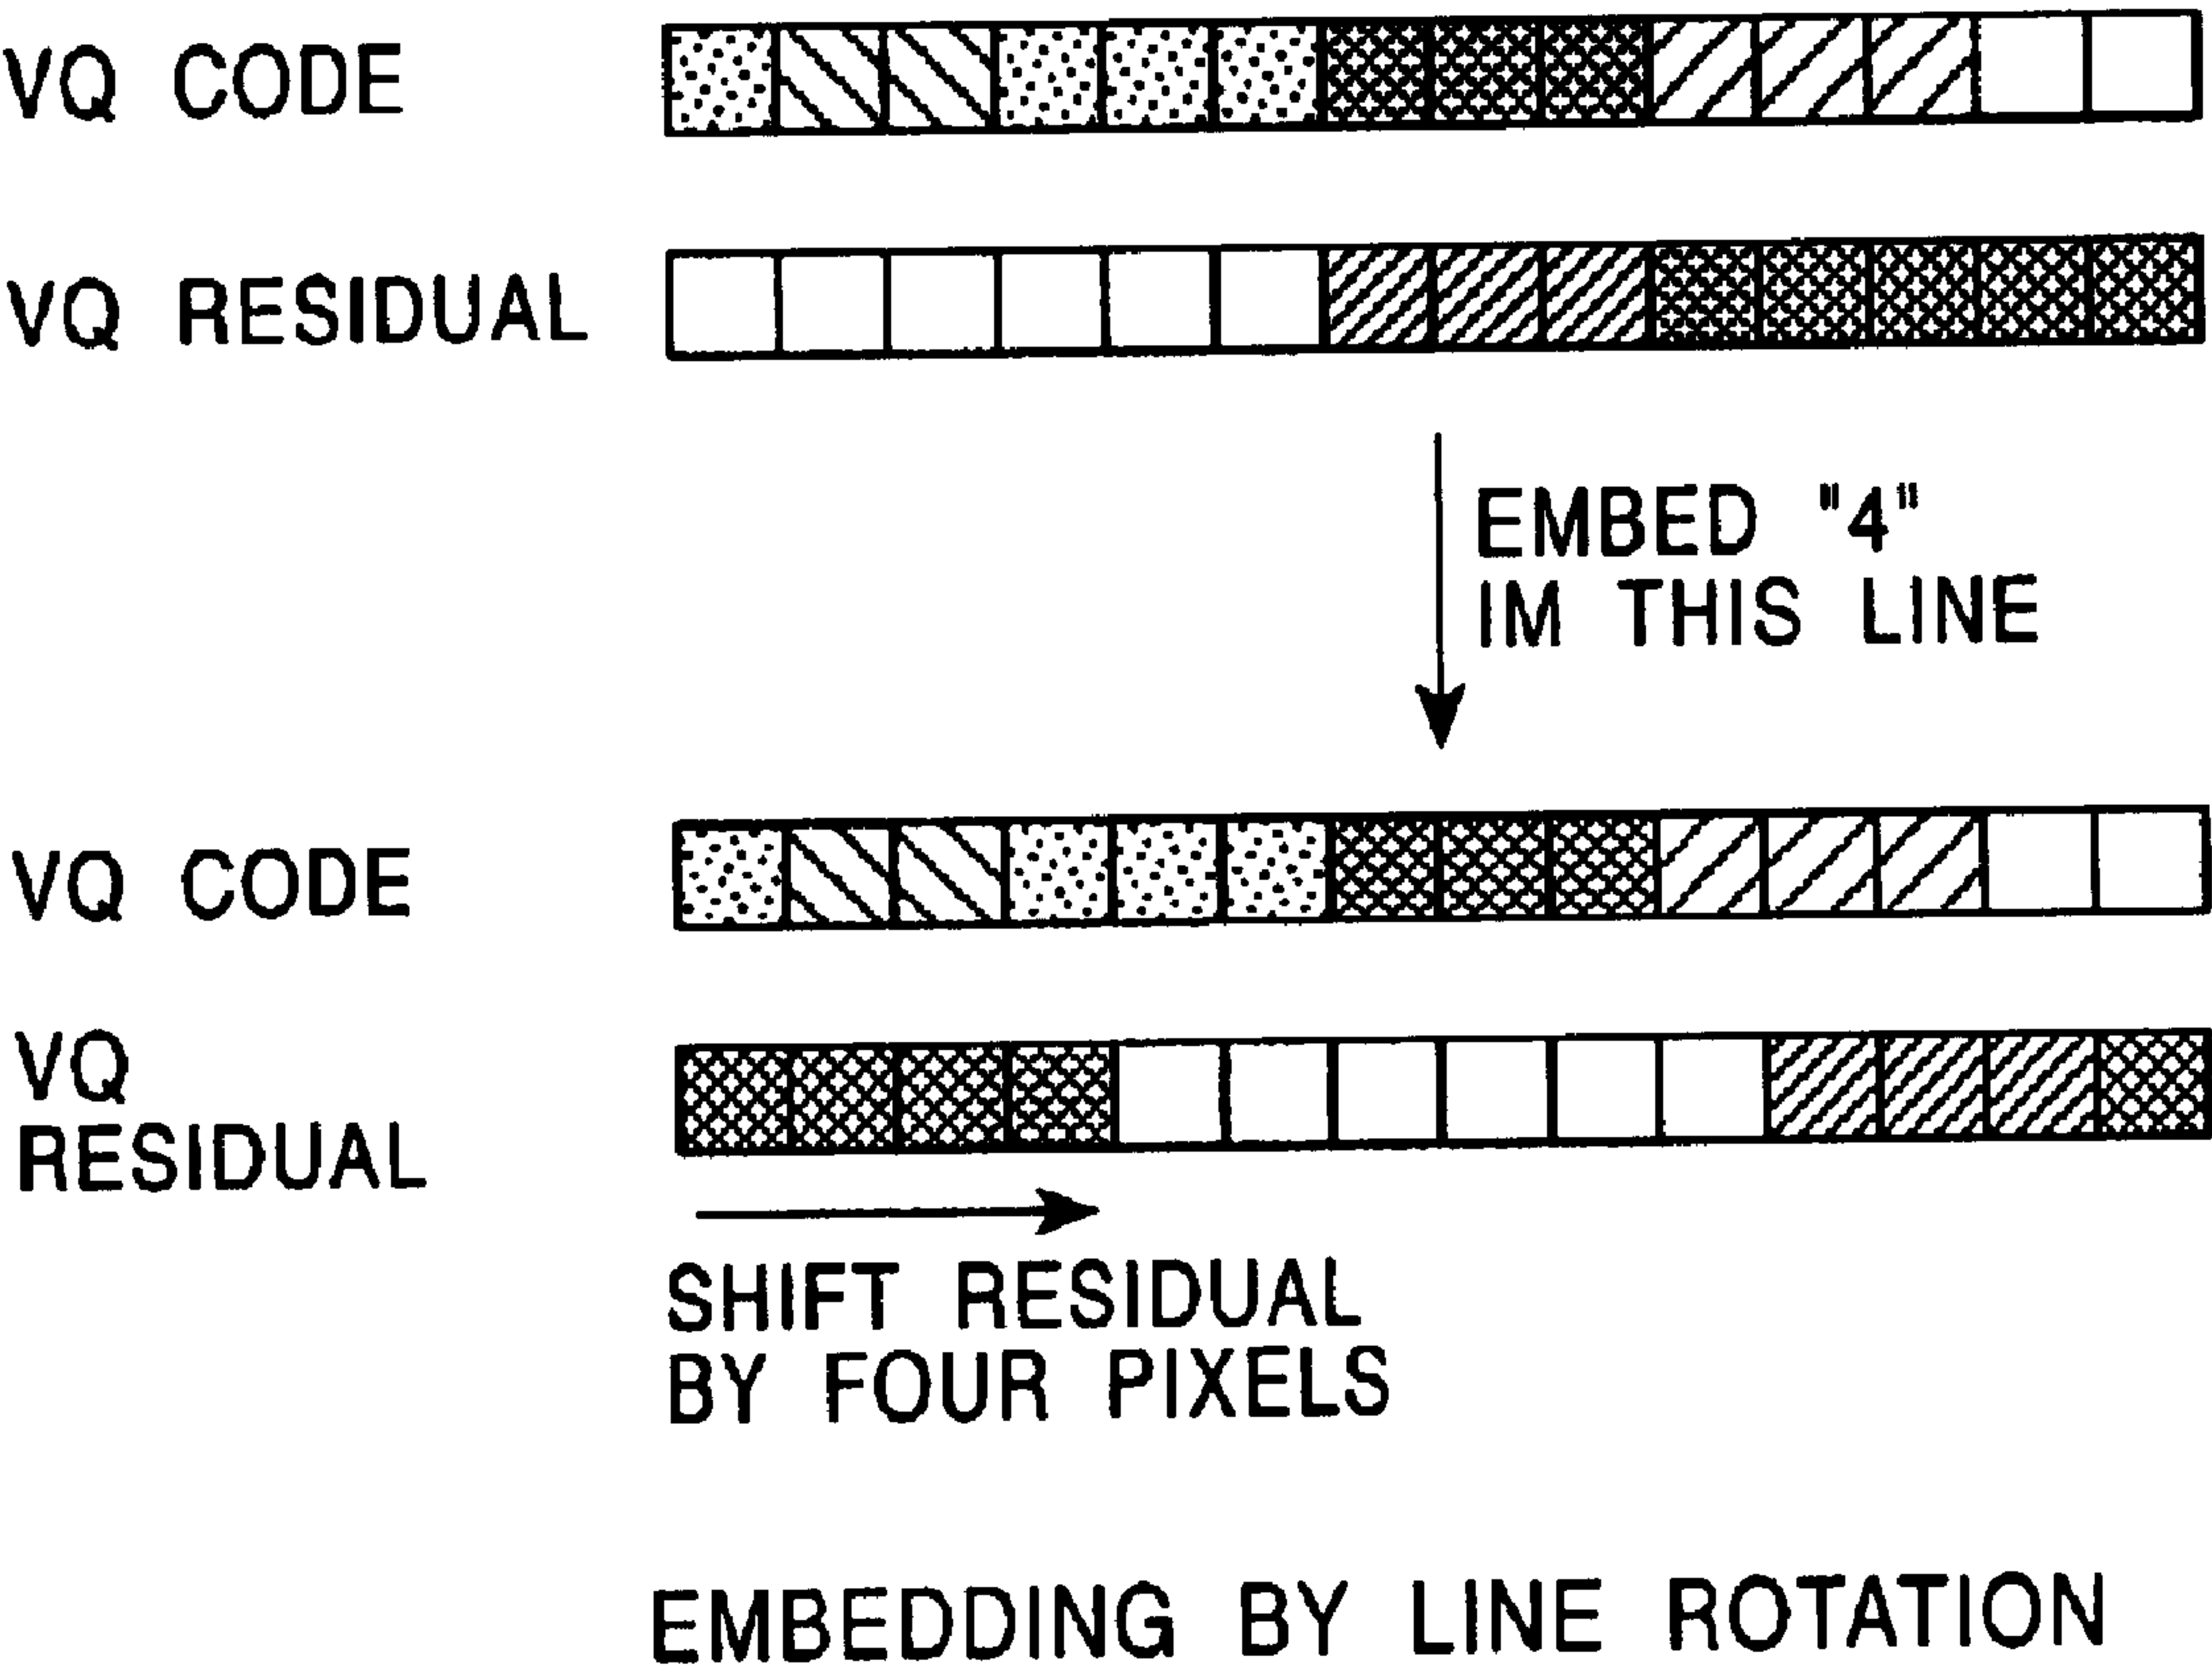 VQ CODE
VQ RESIDUAL
EMBED "4"
IM THIS LINE
VQ CODE
VQ
RESIDUAL
SHIFT RESIDUAL
BY FOUR PIXELS
EMBEDDING BY LINE ROTATION